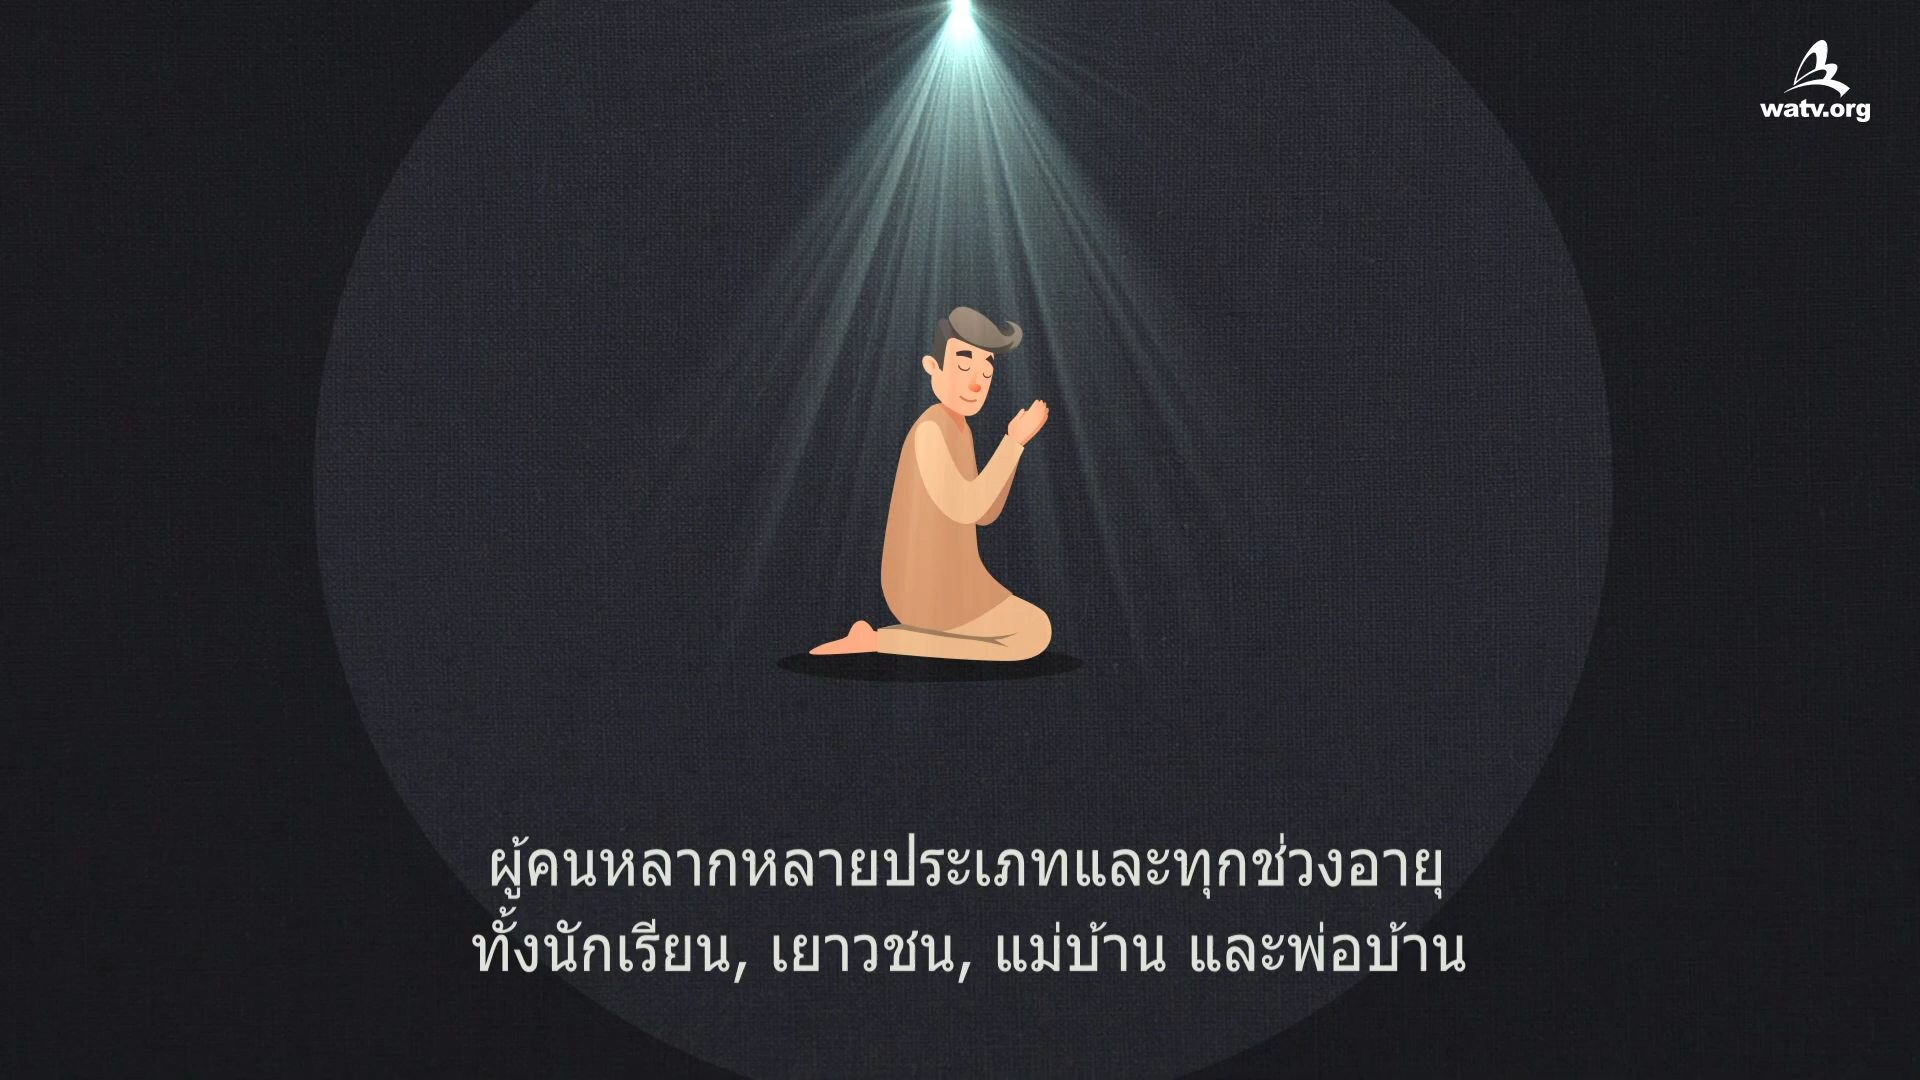 watv.org
ผู้คนหลากหลายประเภทและทุกช่วงอายุ
ทั้งนักเรียน, เยาวชน, แม่บ้าน และพ่อบ้าน